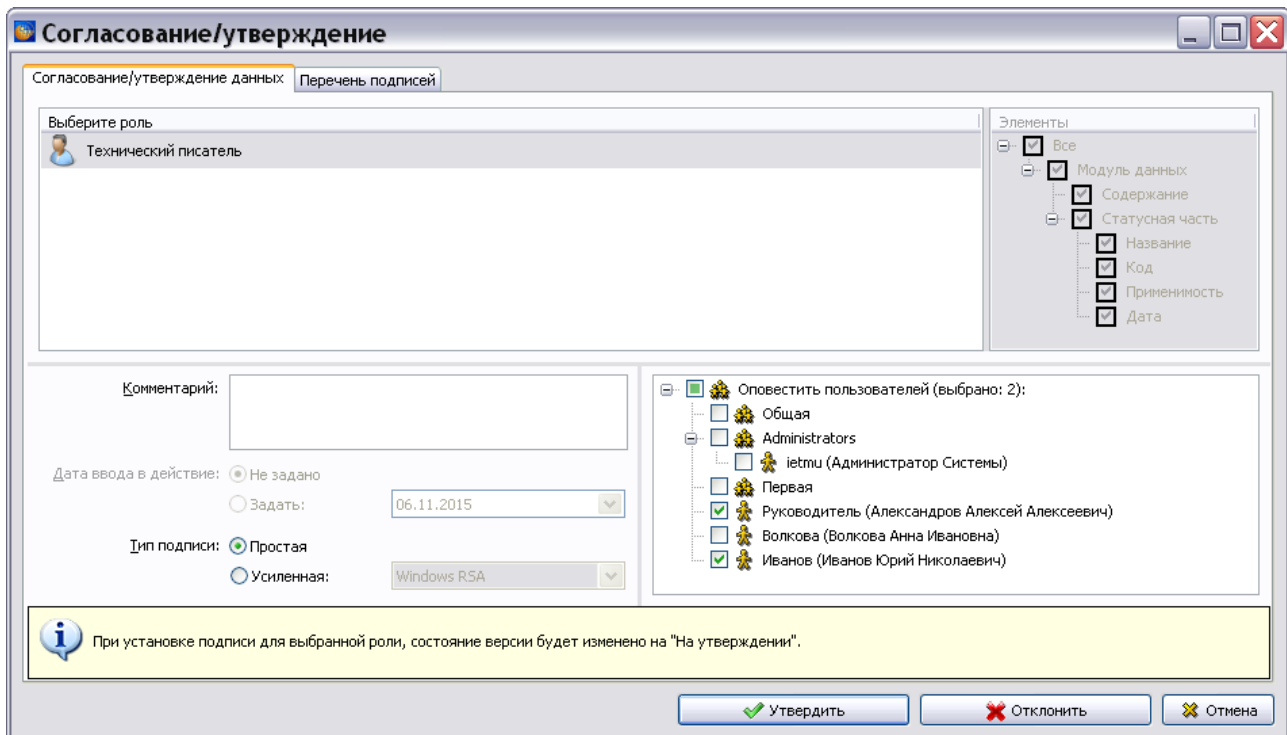 Согласование/утверждение
Согласование/утверждение данных
Перечень подписей
Выберите роль
Технический писатель
Элементы
Все
Модуль данных
Содержание
Статусная часть
Название
Код
Применимость
Дата
Комментарий:
Дата ввода в действие:
Не задано
Задать:
06.11.2015
Тип подписи:
Простая
Усиленная:
Windows RSA
Оповестить пользователей (выбрано: 2):
Общая
Administrators
ietmu (Администратор Системы)
Первая
Руководитель (Александров Алексей Алексеевич)
Волкова (Волкова Анна Ивановна)
Иванов (Иванов Юрий Николаевич)
При установке подписи для выбранной роли, состояние версии будет изменено на "На утверждении".
Утвердить
Отклонить
Отмена